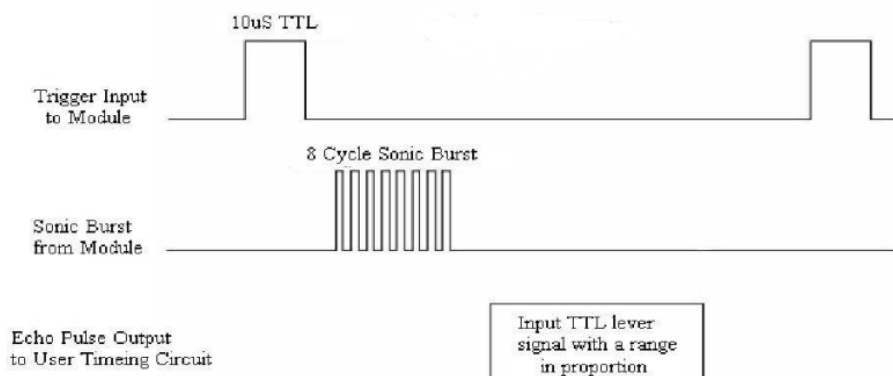 10uS TTL
Trigger Input
to Module
8 Cycle Sonic Burst
Sonic Burst
from Module
Echo Pulse Output
to User Timeing Circuit
Input TTL lever
signal with a range
in proportion